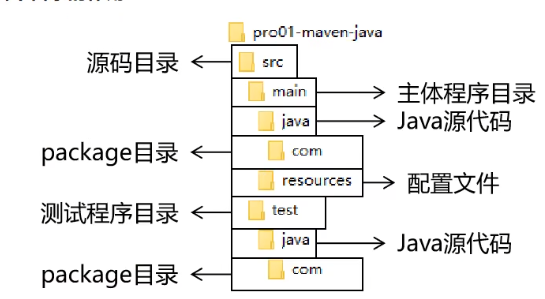 pro01-maven-java
源码目录 src
main 主体程序目录
java Java源代码
package目录 com
resources 配置文件
测试程序目录 test
java Java源代码
package目录 com